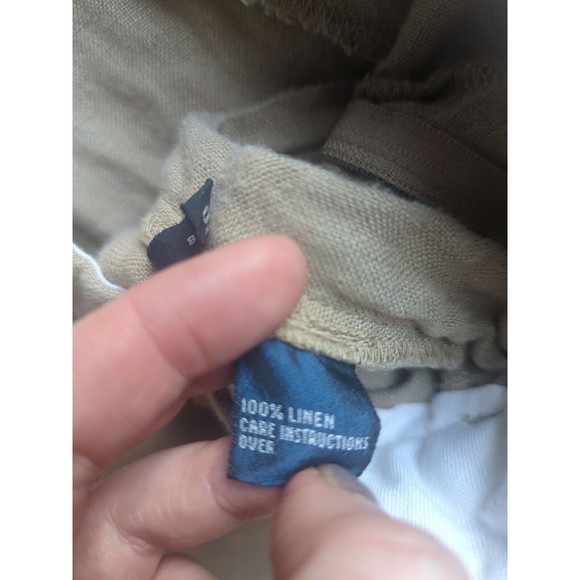 100% LINEN
CARE INSTRUCTIONS
OVER